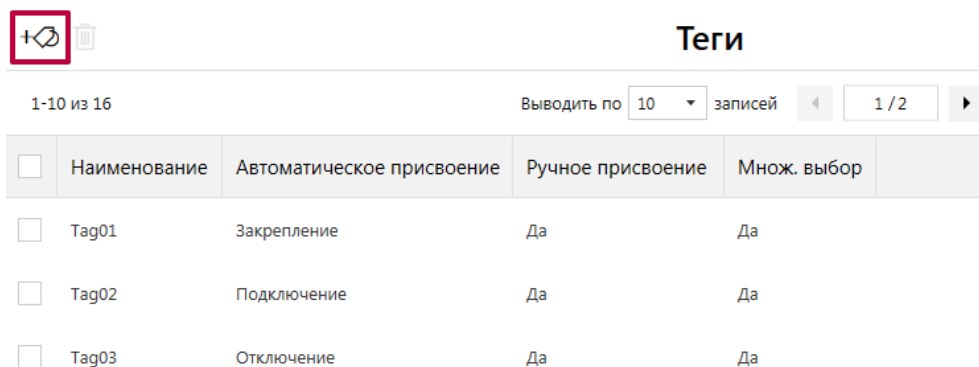 Теги
1-10 из 16 Выводить по 10 записей 1 / 2
Наименование Автоматическое присвоение Ручное присвоение Множ. выбор
Tag01 Закрепление Да Да
Tag02 Подключение Да Да
Tag03 Отключение Да Да